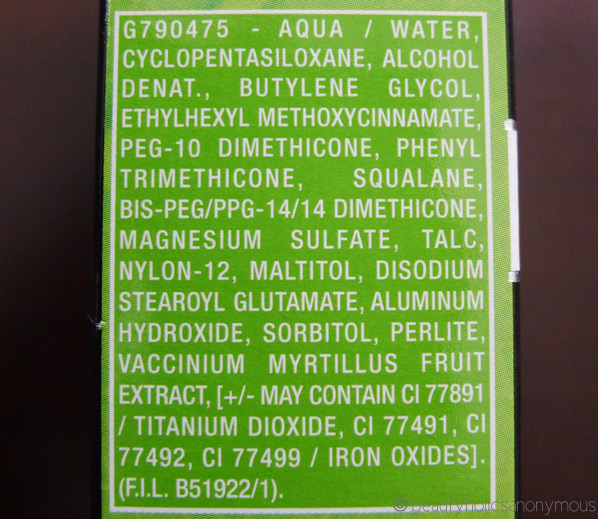 G790475 - AQUA / WATER,
CYCLOPENTASILOXANE, ALCOHOL
DENAT., BUTYLENE GLYCOL,
ETHYLHEXYL METHOXYCINNAMATE,
PEG-10 DIMETHICONE, PHENYL
TRIMETHICONE, SQUALANE,
BIS-PEG/PPG-14/14 DIMETHICONE,
MAGNESIUM SULFATE, TALC,
NYLON-12, MALTITOL, DISODIUM
STEAROYL GLUTAMATE, ALUMINUM
HYDROXIDE, SORBITOL, PERLITE,
VACCINIUM MYRTILLUS FRUIT
EXTRACT, [+/- MAY CONTAIN CI 77891
/ TITANIUM DIOXIDE, CI 77491, CI
77492, CI 77499 / IRON OXIDES].
(F.I.L. B51922/1).
© beautyholicsanonymous